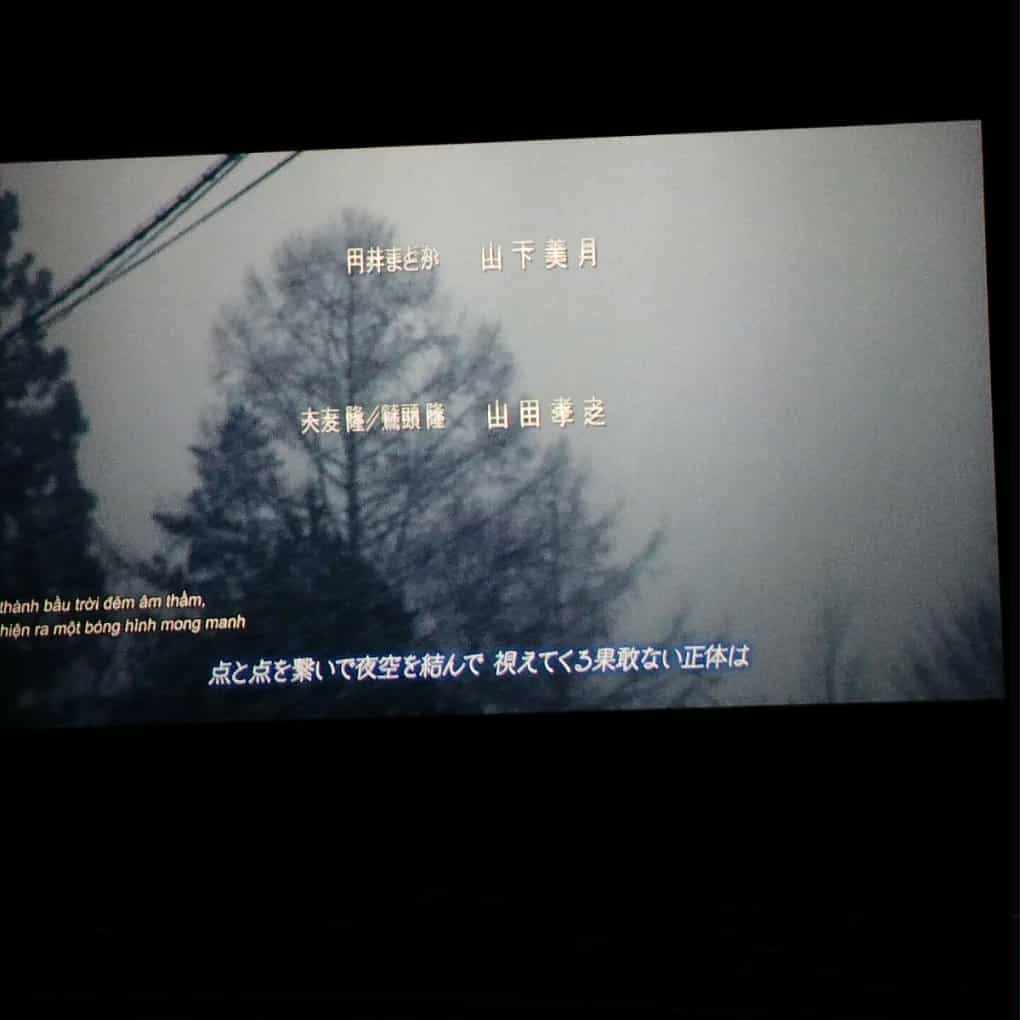 円井まどか 山下美月
大麦 隆/鷲頭 隆 山田孝之
thành bầu trời đêm âm thầm,
hiện ra một bóng hình mong manh
点と点を繋いで夜空を結んで 視えてくる果敢ない正体は